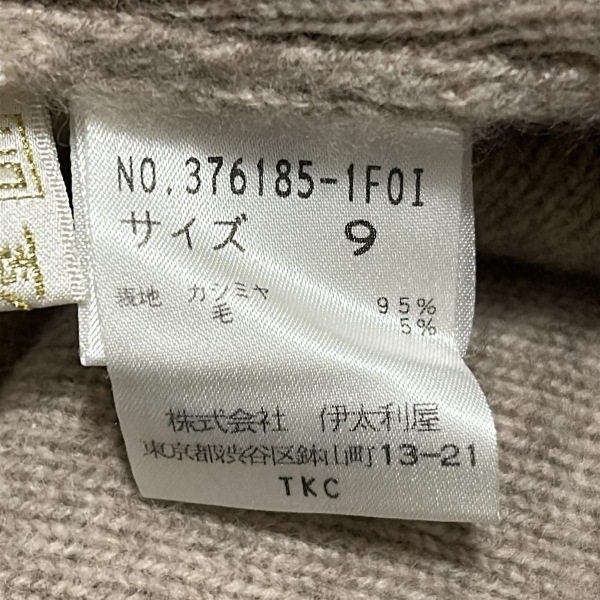 NO.376185-1F0I
サイズ 9
表地 カシミヤ 95%
毛 5%
株式会社 伊太利屋
東京都渋谷区鉢山町13-21
TKC